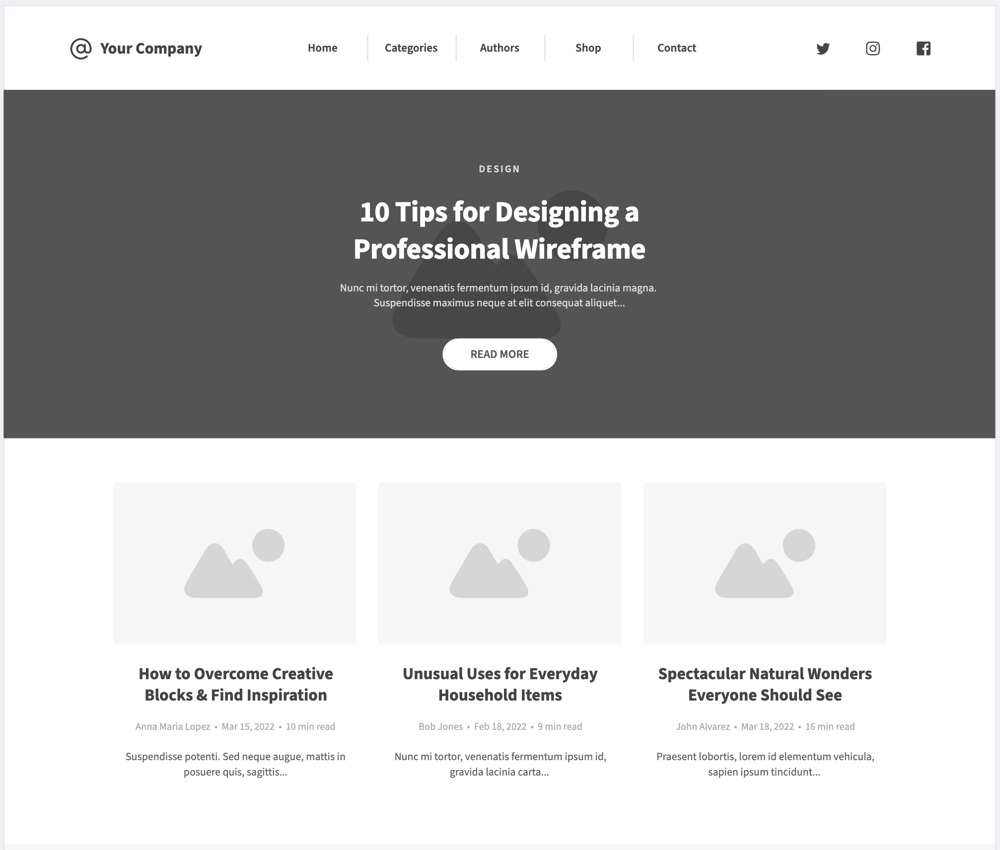 @ Your Company
Home
Categories
Authors
Shop
Contact
DESIGN
10 Tips for Designing a
Professional Wireframe
Nunc mi tortor, venenatis fermentum ipsum id, gravida lacinia magna.
Suspendisse maximus neque at elit consequat aliquet...
READ MORE
How to Overcome Creative
Blocks & Find Inspiration
Anna Maria Lopez • Mar 15, 2022 • 10 min read
Suspendisse potenti. Sed neque augue, mattis in
posuere quis, sagittis...
Unusual Uses for Everyday
Household Items
Bob Jones • Feb 18, 2022 • 9 min read
Nunc mi tortor, venenatis fermentum ipsum id,
gravida lacinia carta...
Spectacular Natural Wonders
Everyone Should See
John Alvarez • Mar 18, 2022 • 16 min read
Praesent lobortis, lorem id elementum vehicula,
sapien ipsum tincidunt...